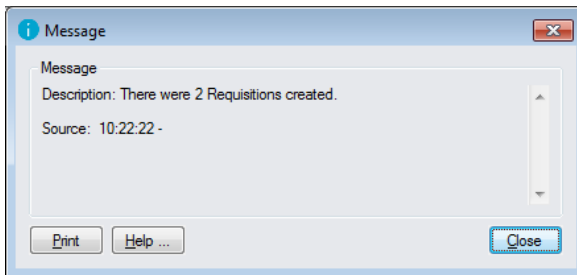 Message
Message
Description: There were 2 Requisitions created.
Source: 10:22:22 -
Print Help ... Close